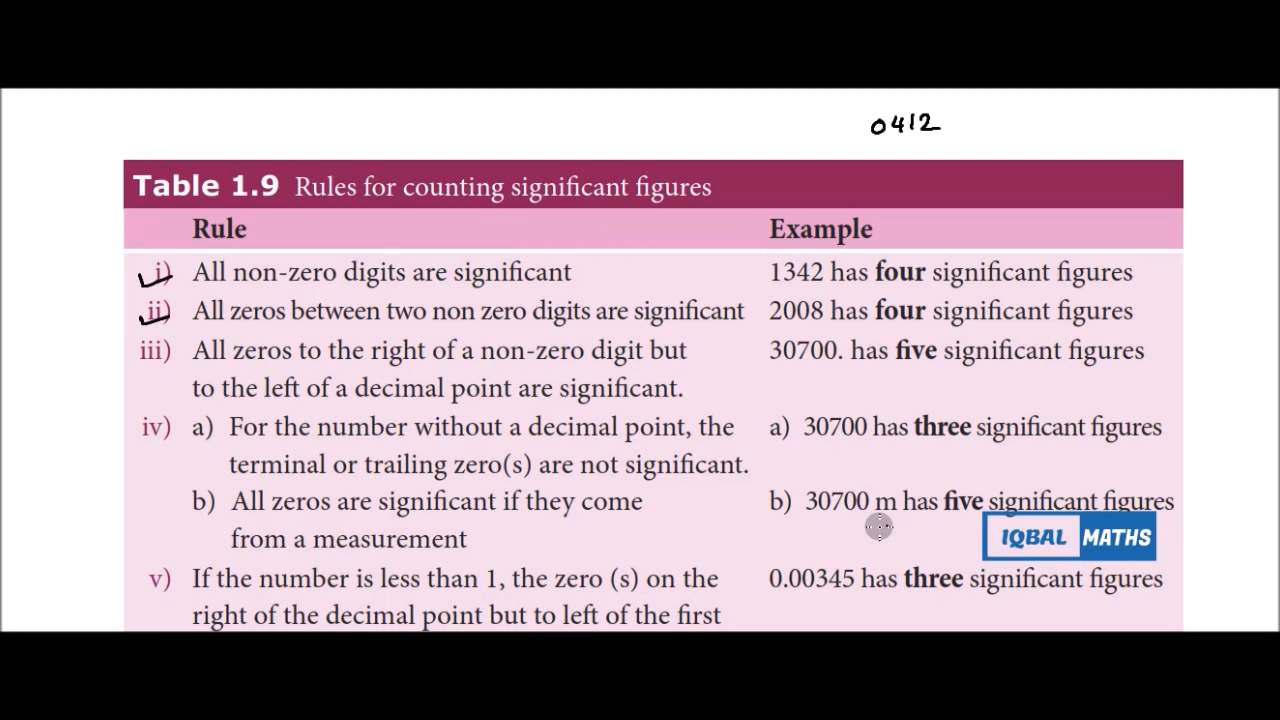 0412
Table 1.9 Rules for counting significant figures
Rule Example
i) All non-zero digits are significant 1342 has four significant figures
ii) All zeros between two non zero digits are significant 2008 has four significant figures
iii) All zeros to the right of a non-zero digit but 30700. has five significant figures
to the left of a decimal point are significant.
iv) a) For the number without a decimal point, the a) 30700 has three significant figures
terminal or trailing zero(s) are not significant.
b) All zeros are significant if they come b) 30700 m has five significant figures
from a measurement
IQBAL MATHS
v) If the number is less than 1, the zero (s) on the 0.00345 has three significant figures
right of the decimal point but to left of the first